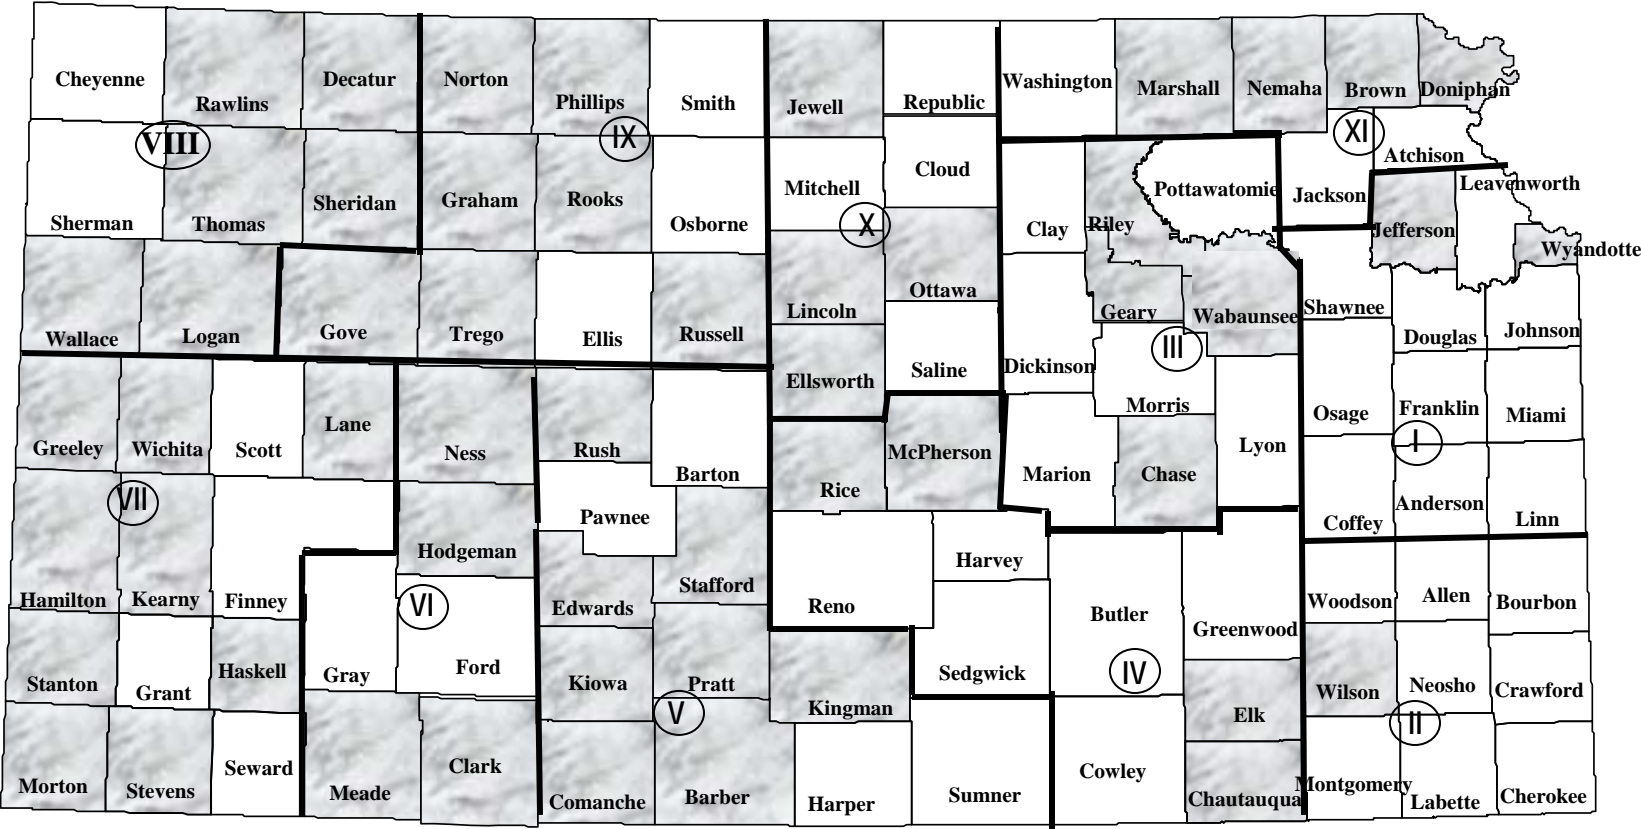 Cheyenne
Rawlins
Decatur
Norton
Phillips
Smith
Jewell
Republic
Washington
Marshall
Nemaha
Brown
Doniphan
VIII
IX
XI
Sherman
Thomas
Sheridan
Graham
Rooks
Osborne
Mitchell
Cloud
Clay
Riley
Pottawatomie
Jackson
Atchison
Jefferson
Leavenworth
Wyandotte
X
Wallace
Logan
Gove
Trego
Ellis
Russell
Lincoln
Ottawa
Dickinson
Geary
Wabaunsee
Shawnee
Douglas
Johnson
III
Ellsworth
Saline
Morris
Osage
Franklin
Miami
Greeley
Wichita
Scott
Lane
Ness
Rush
Barton
Rice
McPherson
Marion
Chase
Lyon
I
VII
Pawnee
Coffey
Anderson
Linn
Hamilton
Kearny
Finney
Hodgeman
Edwards
Stafford
Reno
Harvey
Butler
Greenwood
Woodson
Allen
Bourbon
VI
Stanton
Grant
Haskell
Gray
Ford
Kiowa
Pratt
Kingman
Sedgwick
IV
Elk
Wilson
Neosho
Crawford
V
II
Morton
Stevens
Seward
Meade
Clark
Comanche
Barber
Harper
Sumner
Cowley
Chautauqua
Montgomery
Labette
Cherokee